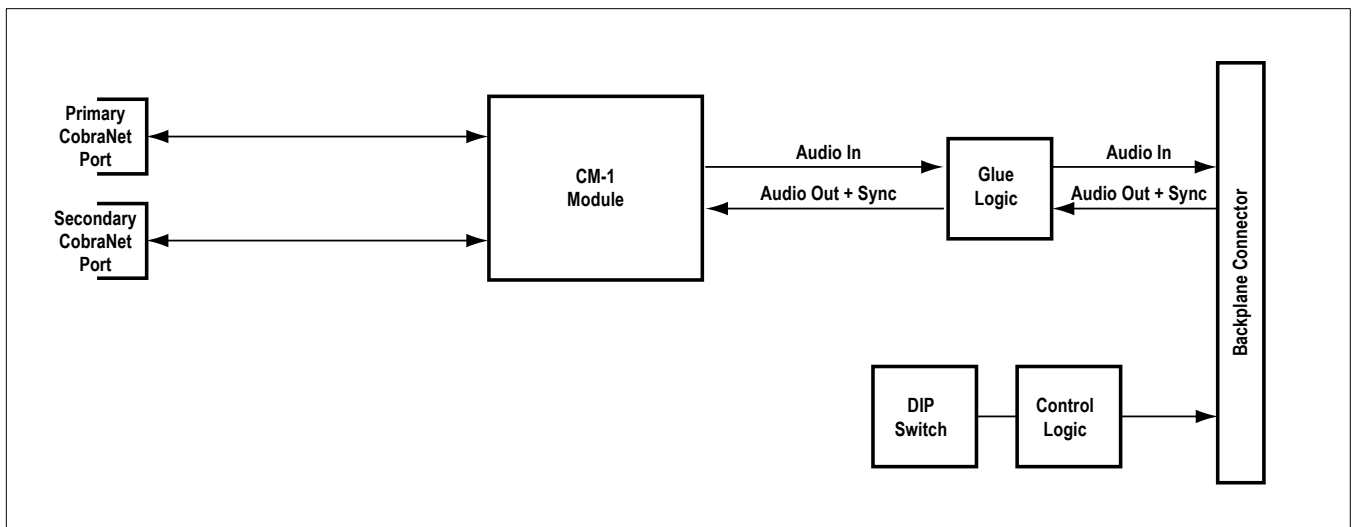 Primary
CobraNet
Port
Secondary
CobraNet
Port
CM-1
Module
Audio In
Audio Out + Sync
Glue
Logic
Audio In
Audio Out + Sync
Backplane Connector
DIP
Switch
Control
Logic